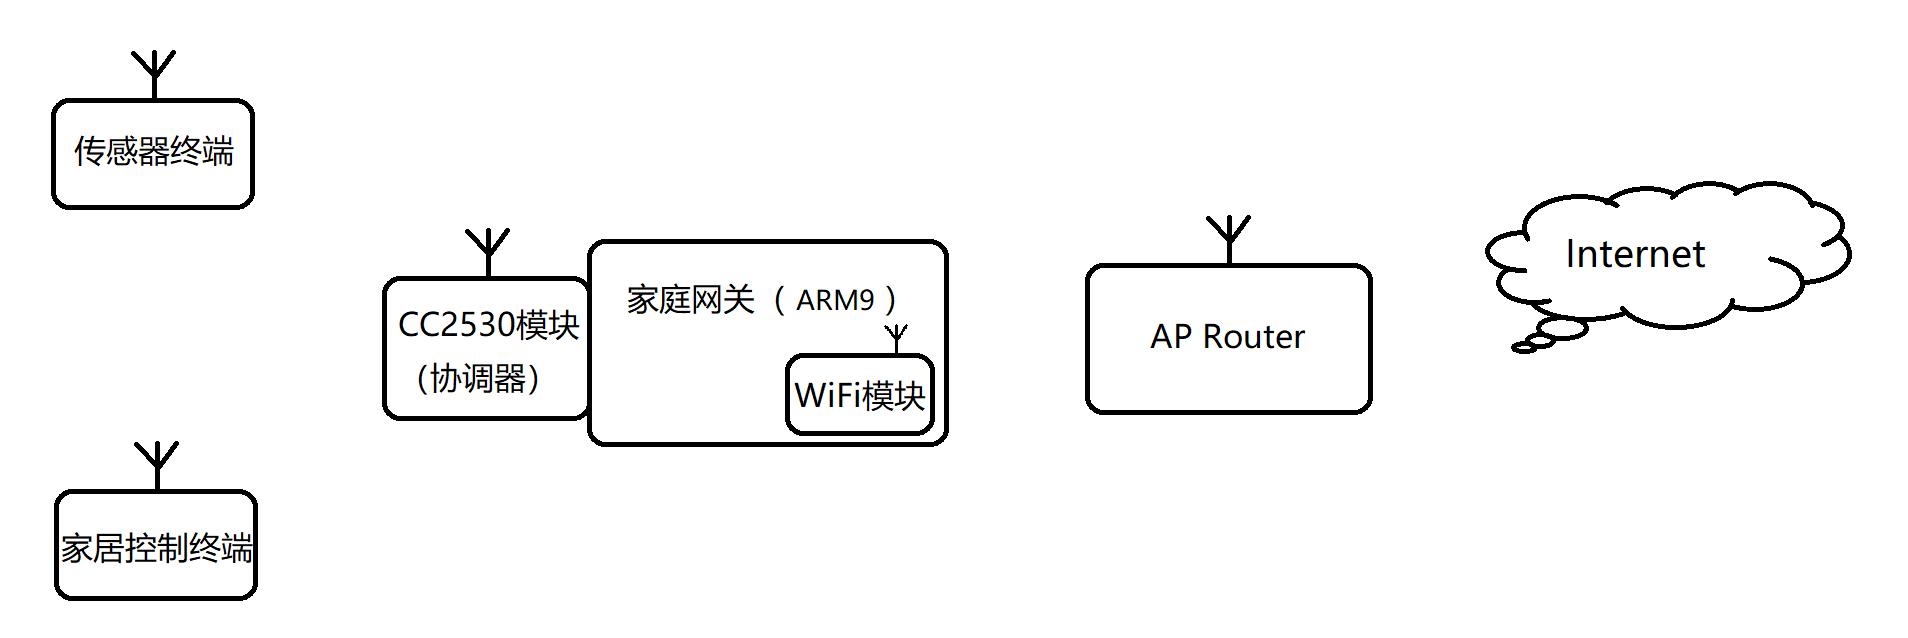 传感器终端
CC2530模块
（协调器）
家庭网关（ ARM9 ）
WiFi模块
AP Router
Internet
家居控制终端